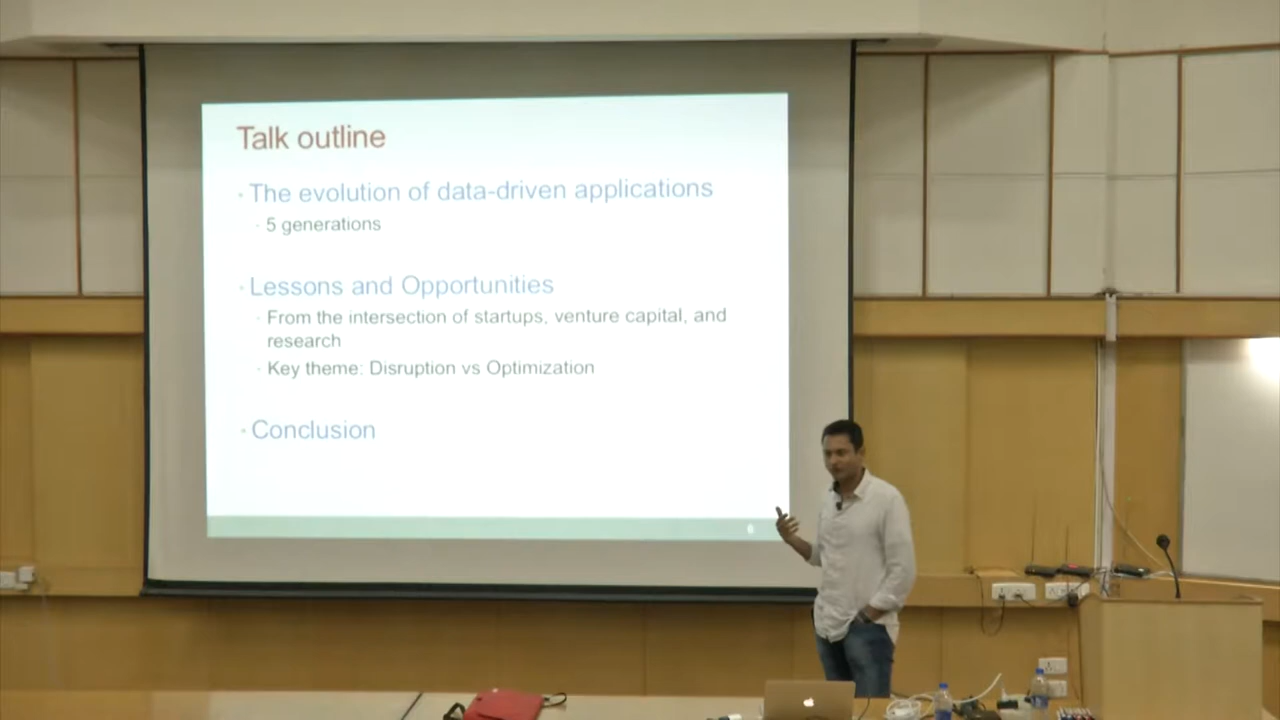 Talk outline
The evolution of data-driven applications
5 generations
Lessons and Opportunities
From the intersection of startups, venture capital, and
research
Key theme: Disruption vs Optimization
Conclusion
6